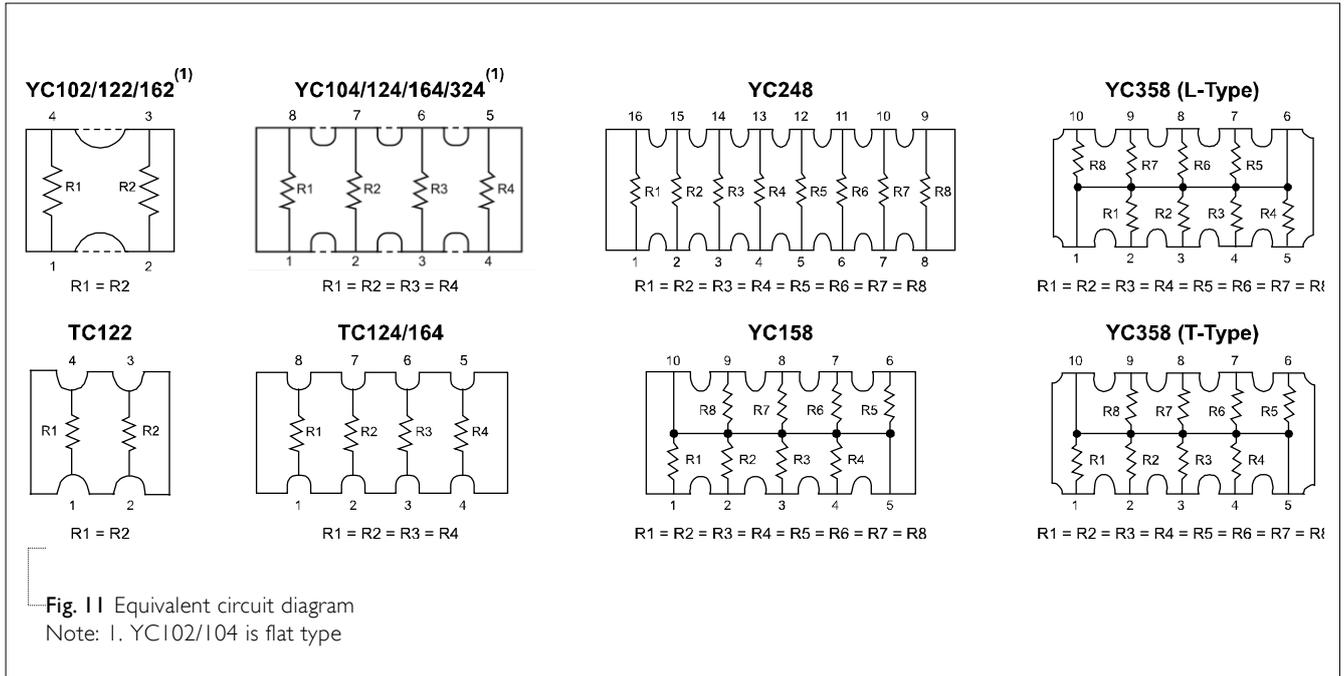 YC102/122/162(1)
4 3
R1 R2
1 2
R1 = R2
YC104/124/164/324(1)
8 7 6 5
R1 R2 R3 R4
1 2 3 4
R1 = R2 = R3 = R4
YC248
16 15 14 13 12 11 10 9
R1 R2 R3 R4 R5 R6 R7 R8
1 2 3 4 5 6 7 8
R1 = R2 = R3 = R4 = R5 = R6 = R7 = R8
YC358 (L-Type)
10 9 8 7 6
R8 R7 R6 R5
R1 R2 R3 R4
1 2 3 4 5
R1 = R2 = R3 = R4 = R5 = R6 = R7 = R8
TC122
4 3
R1 R2
1 2
R1 = R2
TC124/164
8 7 6 5
R1 R2 R3 R4
1 2 3 4
R1 = R2 = R3 = R4
YC158
10 9 8 7 6
R8 R7 R6 R5
R1 R2 R3 R4
1 2 3 4 5
R1 = R2 = R3 = R4 = R5 = R6 = R7 = R8
YC358 (T-Type)
10 9 8 7 6
R8 R7 R6 R5
R1 R2 R3 R4
1 2 3 4 5
R1 = R2 = R3 = R4 = R5 = R6 = R7 = R8
Fig. 11 Equivalent circuit diagram
Note: 1. YC102/104 is flat type